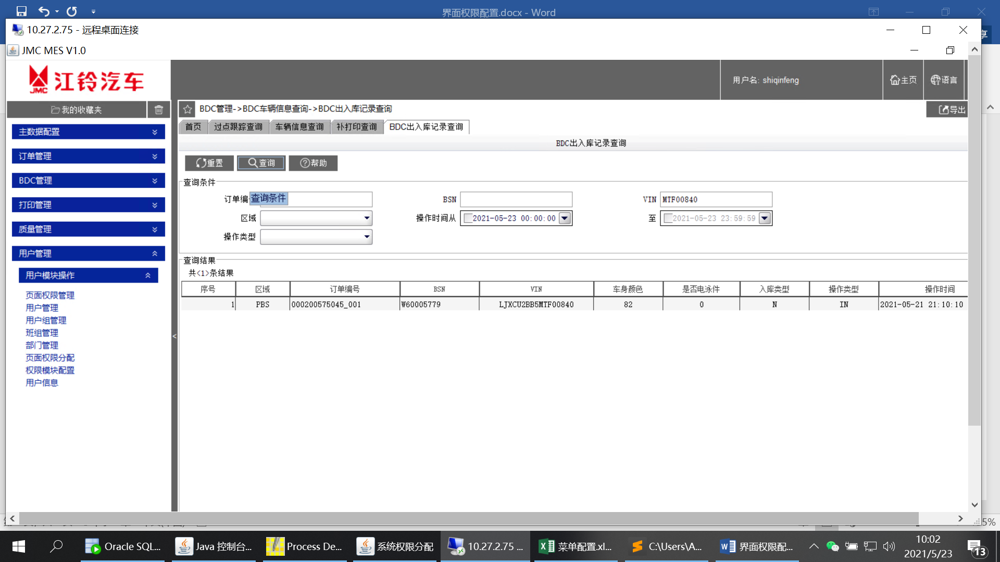 界面权限配置.docx - Word
10.27.2.75 - 远程桌面连接
JMC MES V1.0
JMC 江铃汽车
用户名: shiqinfeng
主页
语言
我的收藏夹
BDC管理->BDC车辆信息查询->BDC出入库记录查询
导出
首页 过点跟踪查询 车辆信息查询 补打印查询 BDC出入库记录查询
BDC出入库记录查询
重置 查询 帮助
查询条件
订单编 查询条件 BSN VIN MTF00840
区域 操作时间从 2021-05-23 00:00:00 至 2021-05-23 23:59:59
操作类型
查询结果
共<1>条结果
序号 区域 订单编号 BSN VIN 车身颜色 是否电泳件 入库类型 操作类型 操作时间
1 PBS 000200575045_001 W60005779 LJXCU2BB5MTF00840 82 0 N IN 2021-05-21 21:10:10
主数据配置
订单管理
BDC管理
打印管理
质量管理
用户管理
用户模块操作
页面权限管理
用户管理
用户组管理
班组管理
部门管理
页面权限分配
权限模块配置
用户信息
5%
Oracle SQL... Java 控制台... Process De... 系统权限分配 10.27.2.75 ... 菜单配置.xl... C:\Users\A... 界面权限配...
10:02
2021/5/23
13